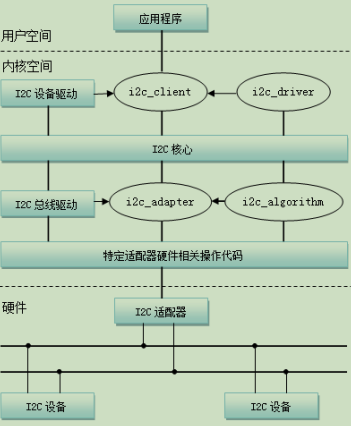 应用程序
用户空间
内核空间
I2C 设备驱动
i2c_client
i2c_driver
I2C 核心
I2C 总线驱动
i2c_adapter
i2c_algorithm
特定适配器硬件相关操作代码
硬件
I2C 适配器
I2C 设备
I2C 设备